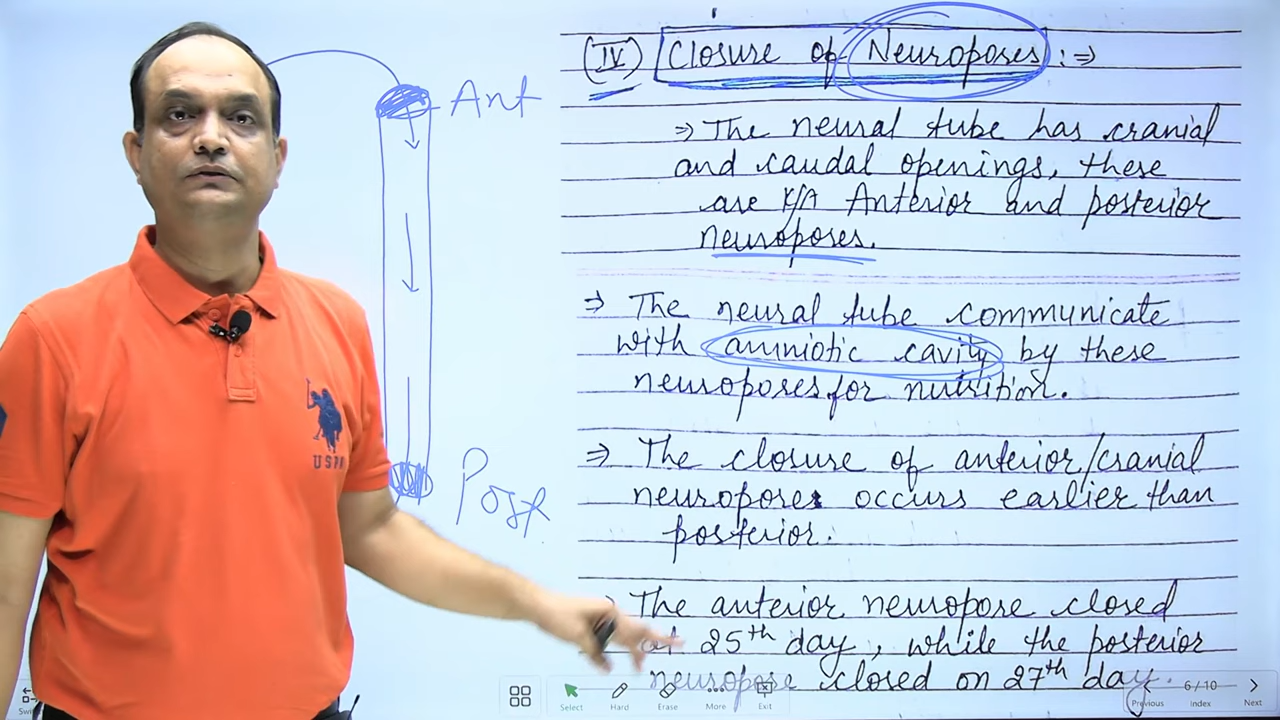 (IV) Closure of Neuropores :⇒
⇒ The neural tube has cranial
and caudal openings, these
are K/A Anterior and posterior
neuropores.
⇒ The neural tube communicate
with amniotic cavity by these
neuropores for nutrition.
⇒ The closure of anterior/cranial
neuropores occurs earlier than
posterior.
The anterior neuropore closed
at 25th day, while the posterior
neuropore closed on 27th day.
Ant
Post
USPA
Select
Hard
Erase
More
Exit
Previous
6 / 10
Index
Next